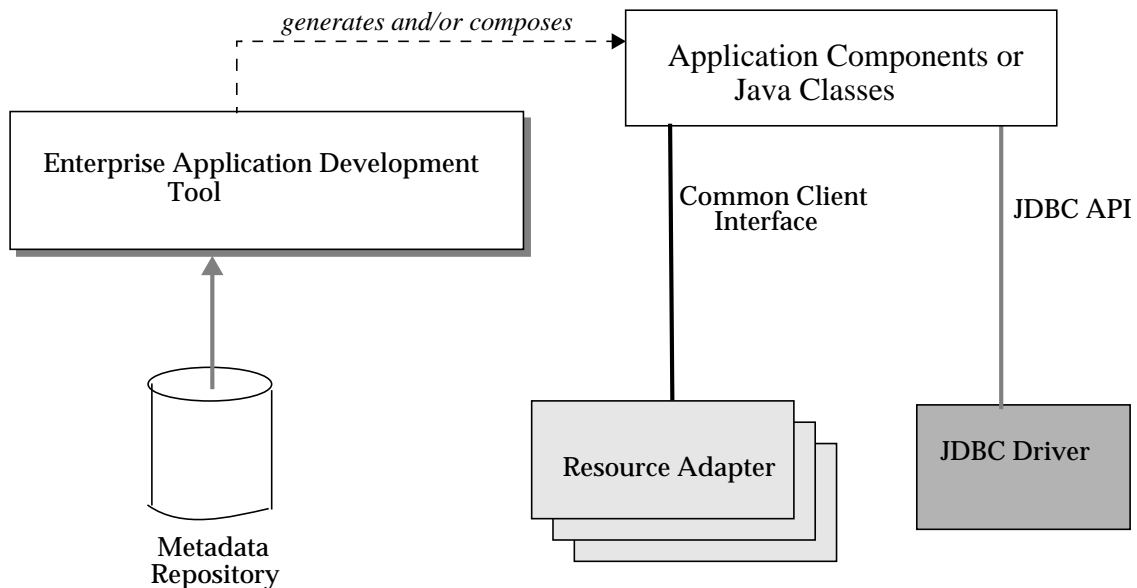 generates and/or composes
Application Components or
Java Classes
Enterprise Application Development
Tool
Common Client
Interface
JDBC API
Resource Adapter
JDBC Driver
Metadata
Repository